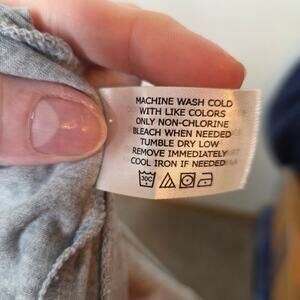 MACHINE WASH COLD
WITH LIKE COLORS
ONLY NON-CHLORINE
BLEACH WHEN NEEDED
TUMBLE DRY LOW
REMOVE IMMEDIATELY
COOL IRON IF NEEDED
30C